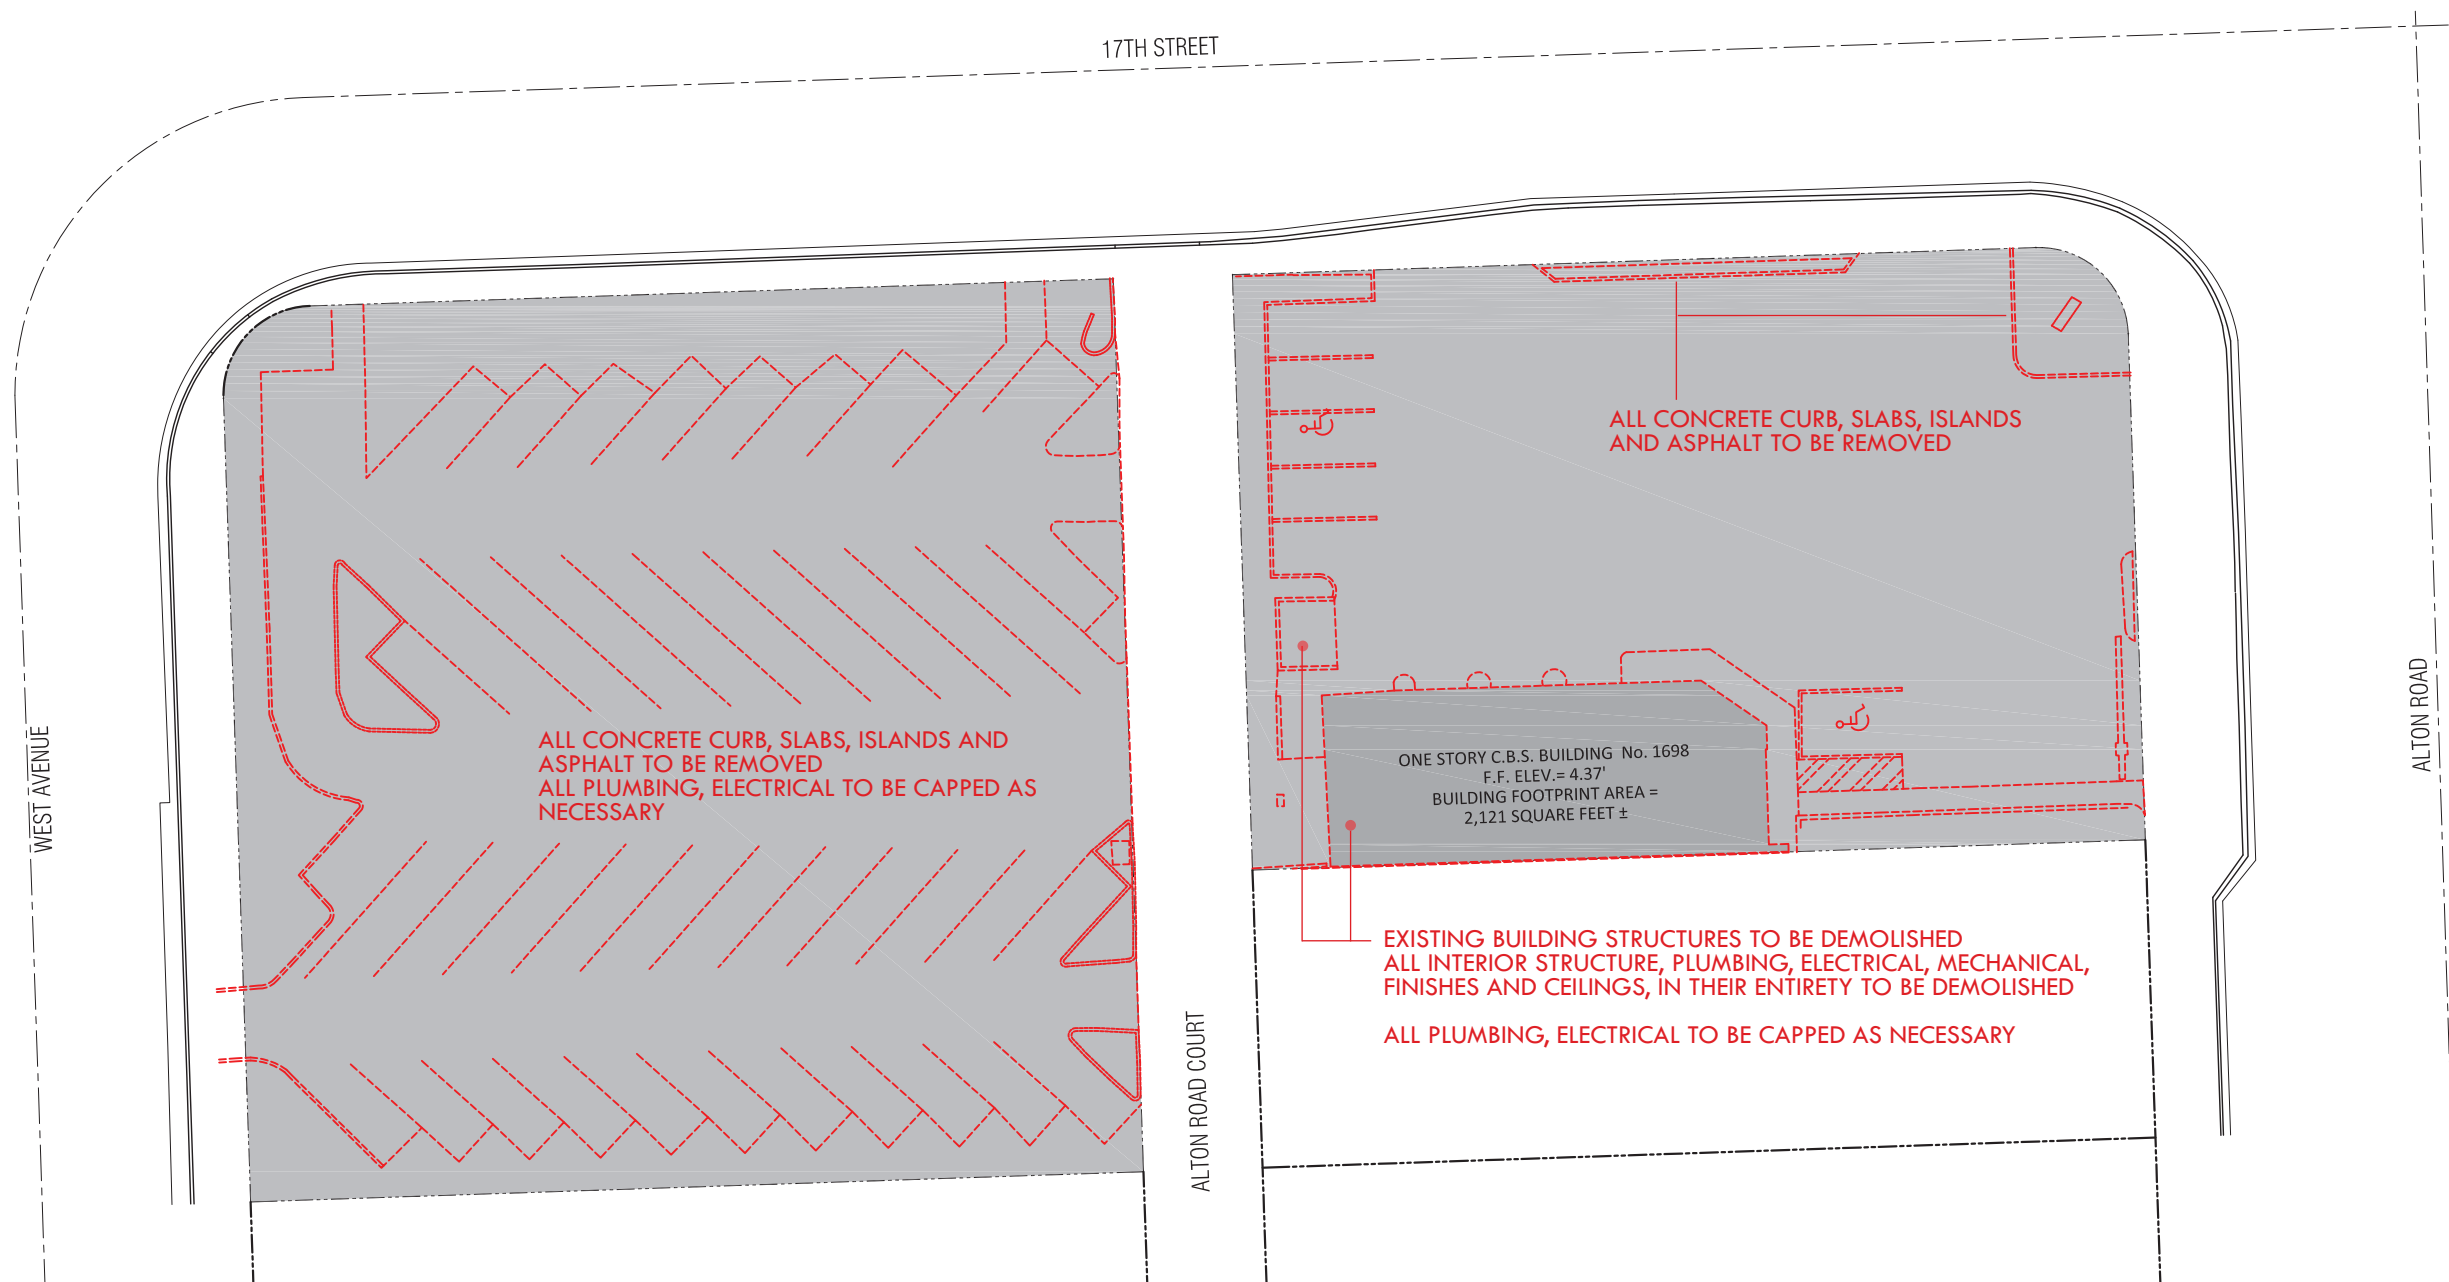 17TH STREET
ALL CONCRETE CURB, SLABS, ISLANDS
AND ASPHALT TO BE REMOVED
WEST AVENUE
ALTON ROAD
ALL CONCRETE CURB, SLABS, ISLANDS AND
ASPHALT TO BE REMOVED
ALL PLUMBING, ELECTRICAL TO BE CAPPED AS
NECESSARY
ONE STORY C.B.S. BUILDING No. 1698
F.F. ELEV.= 4.37'
BUILDING FOOTPRINT AREA =
2,121 SQUARE FEET ±
EXISTING BUILDING STRUCTURES TO BE DEMOLISHED
ALL INTERIOR STRUCTURE, PLUMBING, ELECTRICAL, MECHANICAL,
FINISHES AND CEILINGS, IN THEIR ENTIRETY TO BE DEMOLISHED
ALL PLUMBING, ELECTRICAL TO BE CAPPED AS NECESSARY
ALTON ROAD COURT